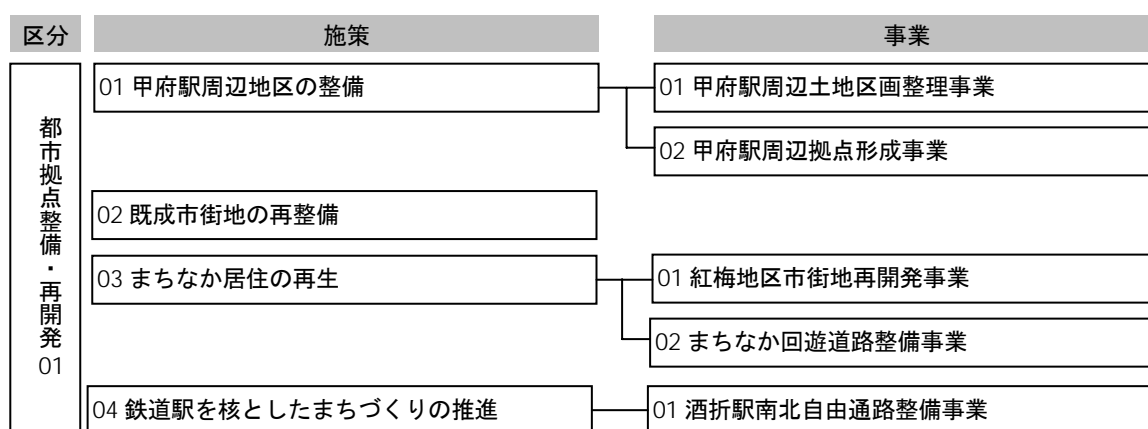 区分 施策 事業
都市拠点整備・再開発
01
01 甲府駅周辺地区の整備
01 甲府駅周辺土地区画整理事業
02 甲府駅周辺拠点形成事業
02 既成市街地の再整備
03 まちなか居住の再生
01 紅梅地区市街地再開発事業
02 まちなか回遊道路整備事業
04 鉄道駅を核としたまちづくりの推進
01 酒折駅南北自由通路整備事業